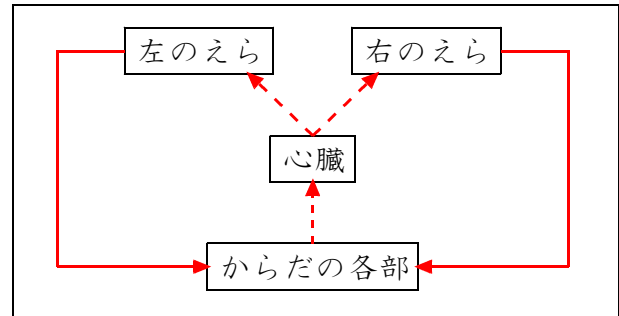 左のえら
右のえら
心臓
からだの各部